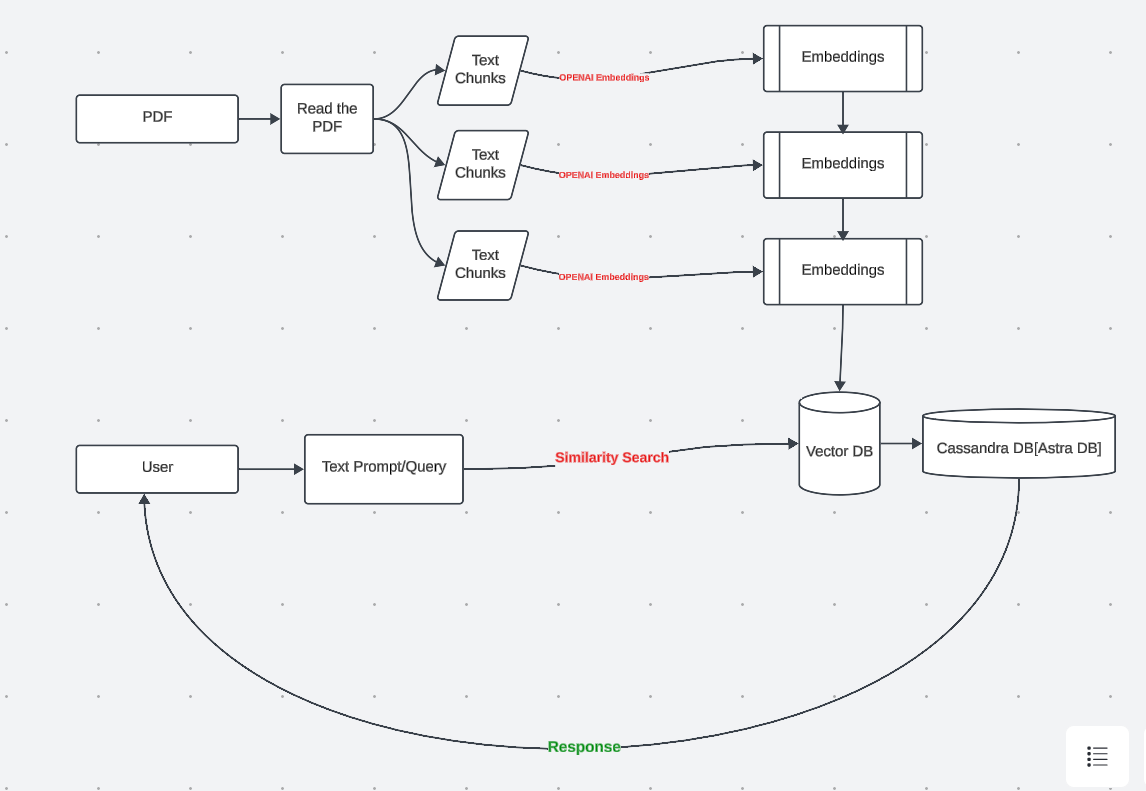 PDF
Read the
PDF
Text
Chunks
OPENAI Embeddings
Embeddings
Text
Chunks
OPENAI Embeddings
Embeddings
Text
Chunks
OPENAI Embeddings
Embeddings
User
Text Prompt/Query
Similarity Search
Vector DB
Cassandra DB[Astra DB]
Response